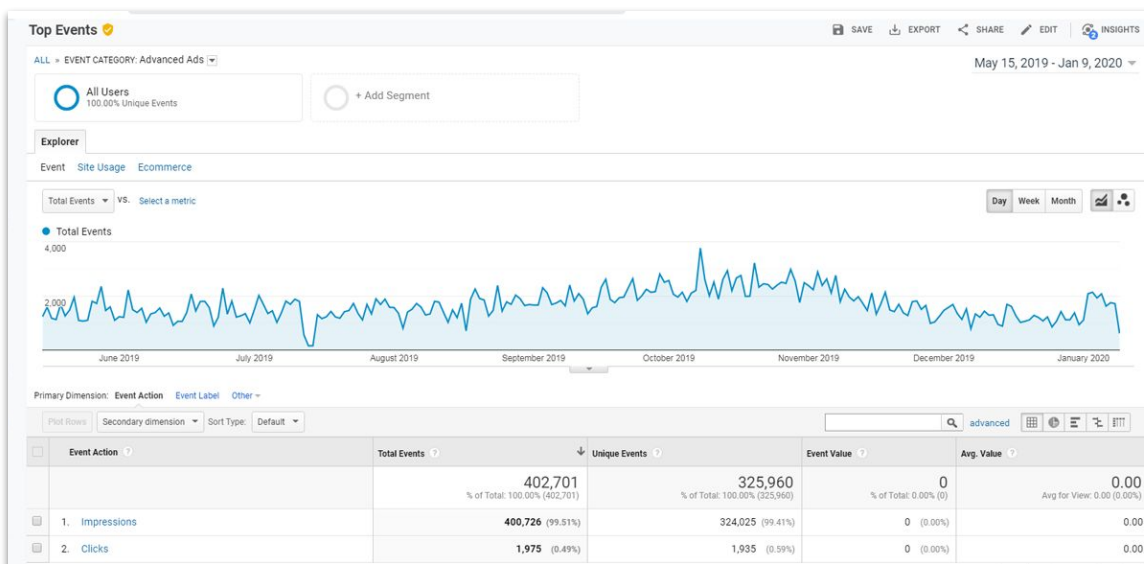 Top Events
SAVE EXPORT SHARE EDIT 2 INSIGHTS
ALL » EVENT CATEGORY: Advanced Ads
May 15, 2019 - Jan 9, 2020
All Users
100.00% Unique Events
+ Add Segment
Explorer
Event Site Usage Ecommerce
Total Events VS. Select a metric
Day Week Month
Total Events
4,000
2,000
June 2019 July 2019 August 2019 September 2019 October 2019 November 2019 December 2019 January 2020
Primary Dimension: Event Action Event Label Other
Plot Rows Secondary dimension Sort Type: Default advanced
Event Action ? Total Events ? Unique Events ? Event Value ? Avg. Value ?
402,701 325,960 0 0.00
% of Total: 100.00% (402,701) % of Total: 100.00% (325,960) % of Total: 0.00% (0) Avg for View: 0.00 (0.00%)
1. Impressions 400,726 (99.51%) 324,025 (99.41%) 0 (0.00%) 0.00
2. Clicks 1,975 (0.49%) 1,935 (0.59%) 0 (0.00%) 0.00